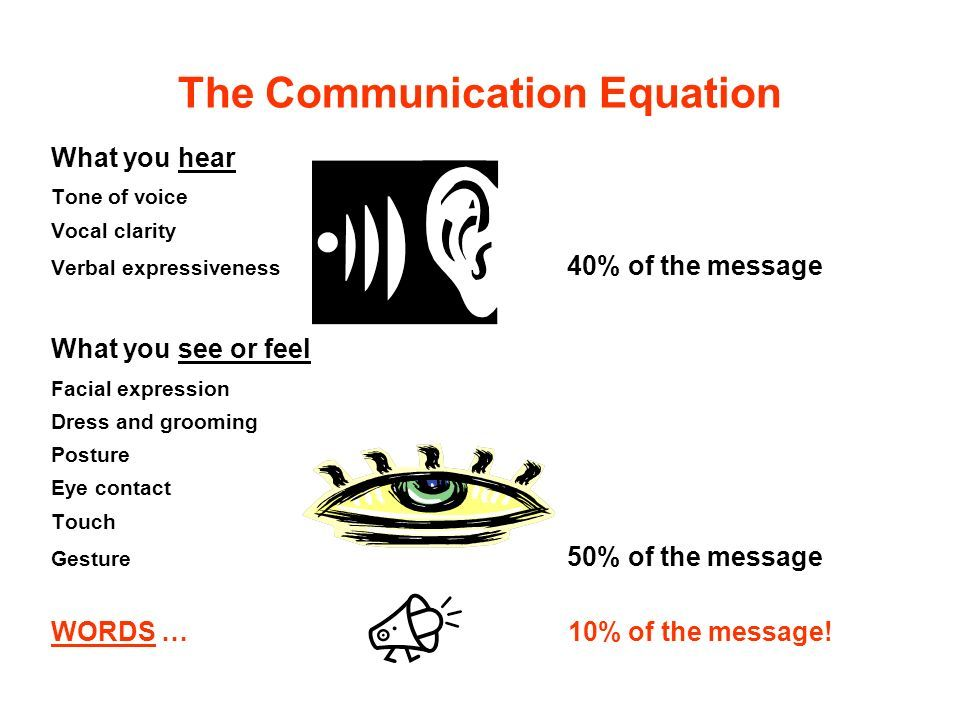 The Communication Equation
What you hear
Tone of voice
Vocal clarity
Verbal expressiveness 40% of the message
What you see or feel
Facial expression
Dress and grooming
Posture
Eye contact
Touch
Gesture 50% of the message
WORDS … 10% of the message!